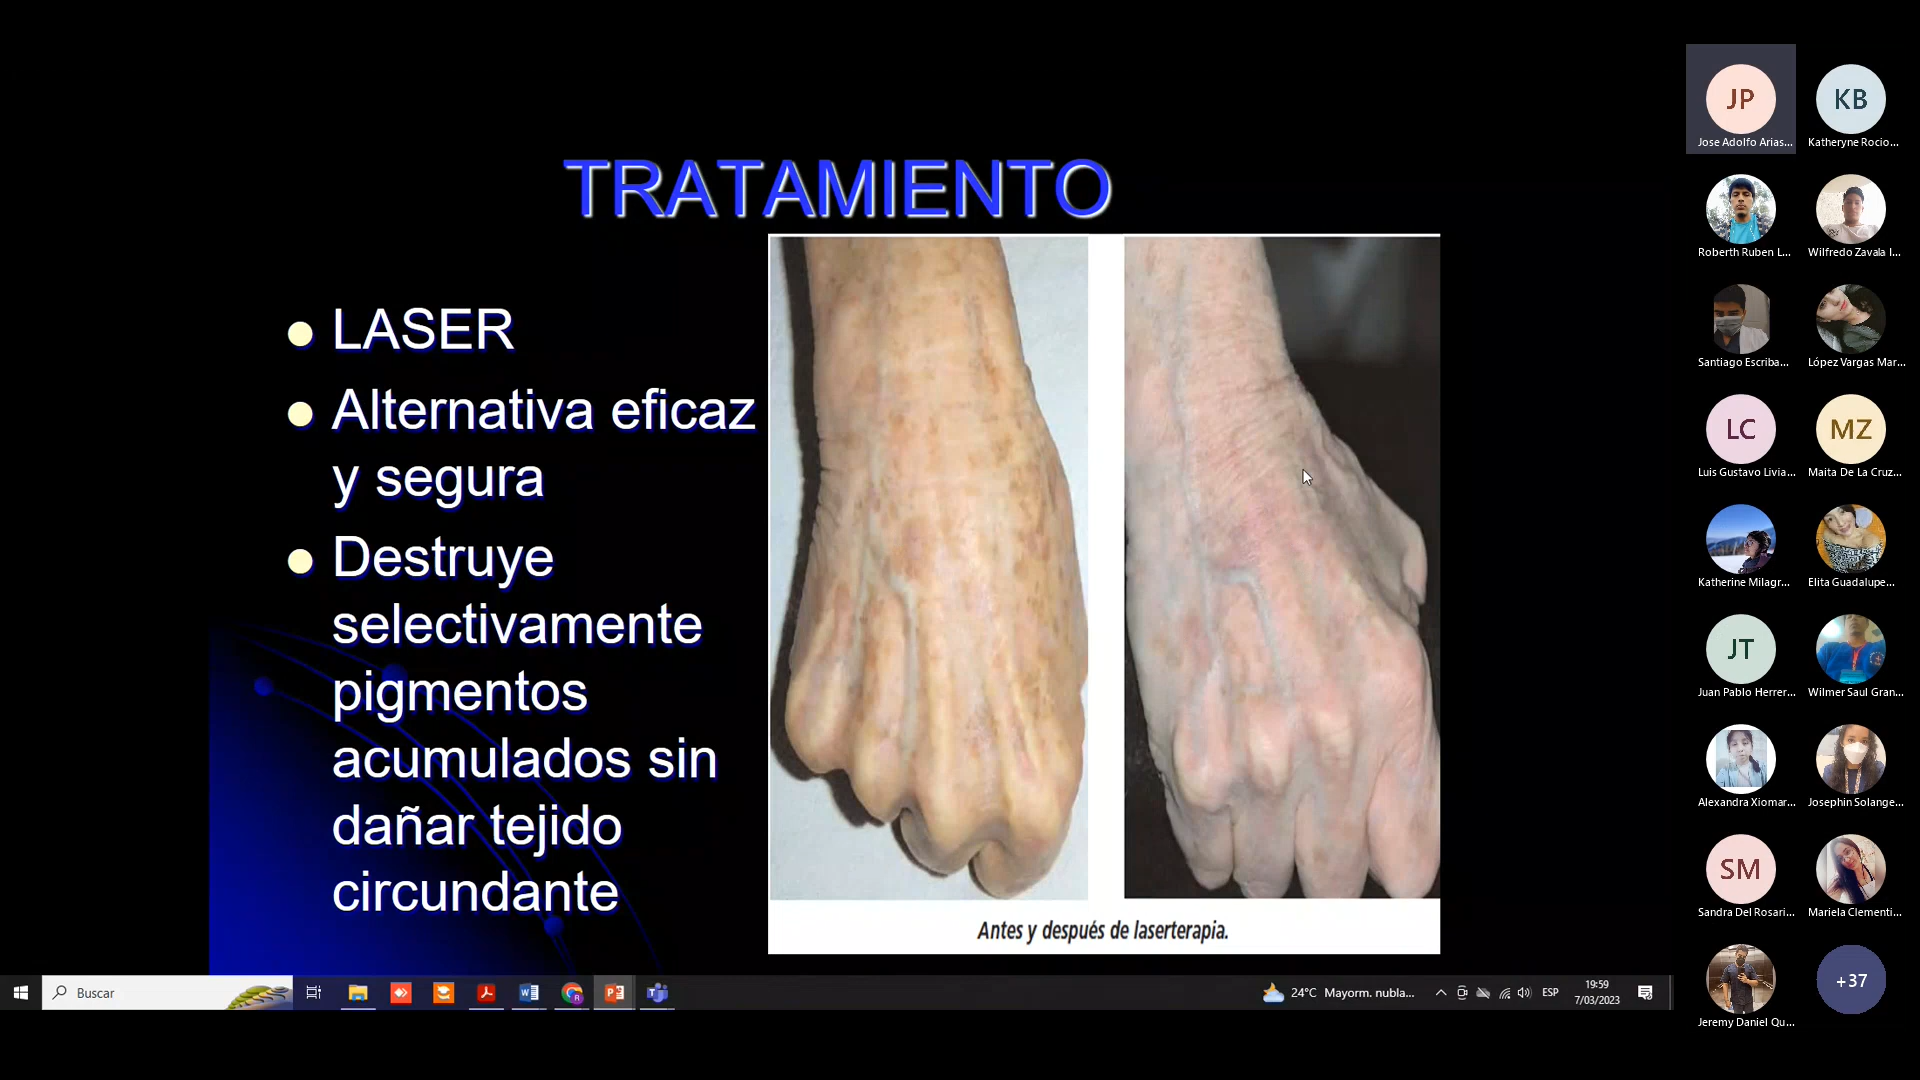 TRATAMIENTO
LASER
Alternativa eficaz
y segura
Destruye
selectivamente
pigmentos
acumulados sin
dañar tejido
circundante
Antes y después de laserterapia.
JP
Jose Adolfo Arias...
KB
Katheryne Rocio...
Roberth Ruben L...
Wilfredo Zavala I...
Santiago Escriba...
López Vargas Mar...
LC
Luis Gustavo Livia...
MZ
Maita De La Cruz...
Katherine Milagr...
Elita Guadalupe...
JT
Juan Pablo Herrer...
Wilmer Saul Gran...
Alexandra Xiomar...
Josephin Solange...
SM
Sandra Del Rosari...
Mariela Clementi...
Jeremy Daniel Qu...
+37
Buscar
24°C Mayorm. nubla...
ESP
19:59
7/03/2023